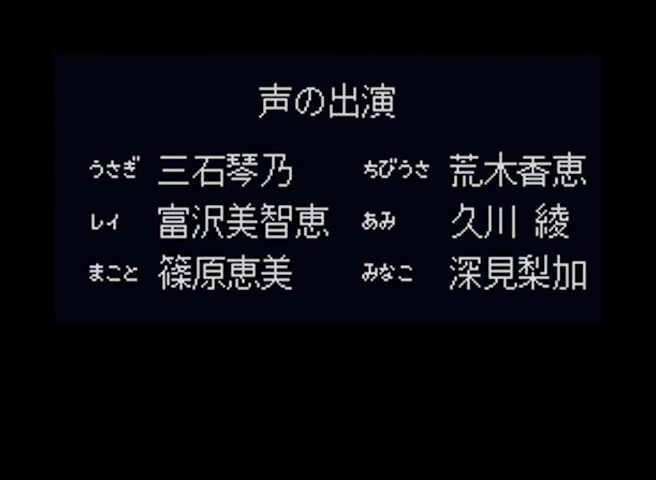 声の出演
うさぎ 三石琴乃 ちびうさ 荒木香恵
レイ 富沢美智恵 あみ 久川 綾
まこと 篠原恵美 みなこ 深見梨加